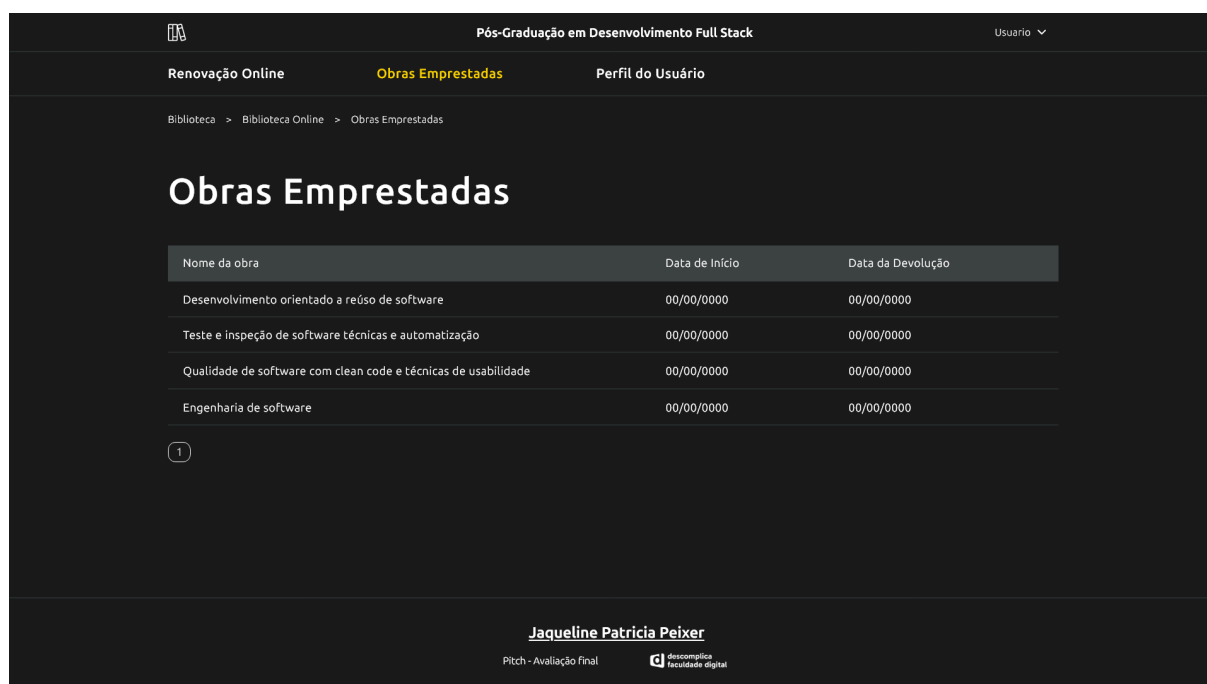 Pós-Graduação em Desenvolvimento Full Stack
Usuario
Renovação Online Obras Emprestadas Perfil do Usuário
Biblioteca > Biblioteca Online > Obras Emprestadas
Obras Emprestadas
Nome da obra Data de Início Data da Devolução
Desenvolvimento orientado a reúso de software 00/00/0000 00/00/0000
Teste e inspeção de software técnicas e automatização 00/00/0000 00/00/0000
Qualidade de software com clean code e técnicas de usabilidade 00/00/0000 00/00/0000
Engenharia de software 00/00/0000 00/00/0000
1
Jaqueline Patricia Peixer
Pitch - Avaliação final
descomplica
faculdade digital